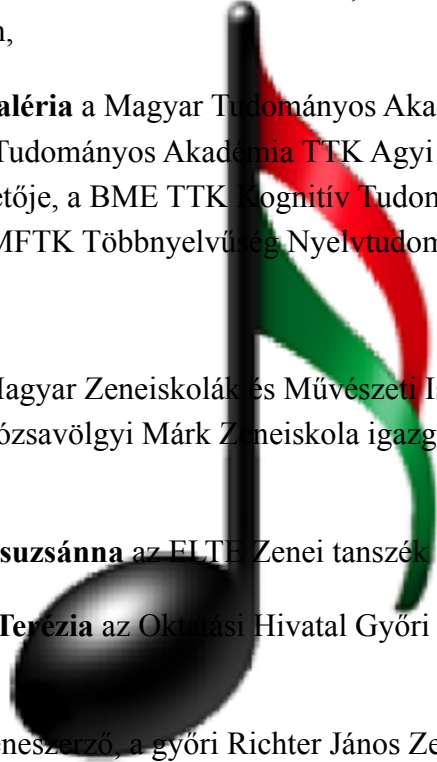 n,
aléria a Magyar Tudományos Aka
Tudományos Akadémia TTK Agyi
etője, a BME TTK Kognitív Tudom
MFTK Többnyelvűség Nyelvtudom
Magyar Zeneiskolák és Művészeti Is
ózsavölgyi Márk Zeneiskola igazg
suzsánna az ELTE Zenei tanszék
Terézia az Oktatási Hivatal Győri
eneszerző, a győri Richter János Ze